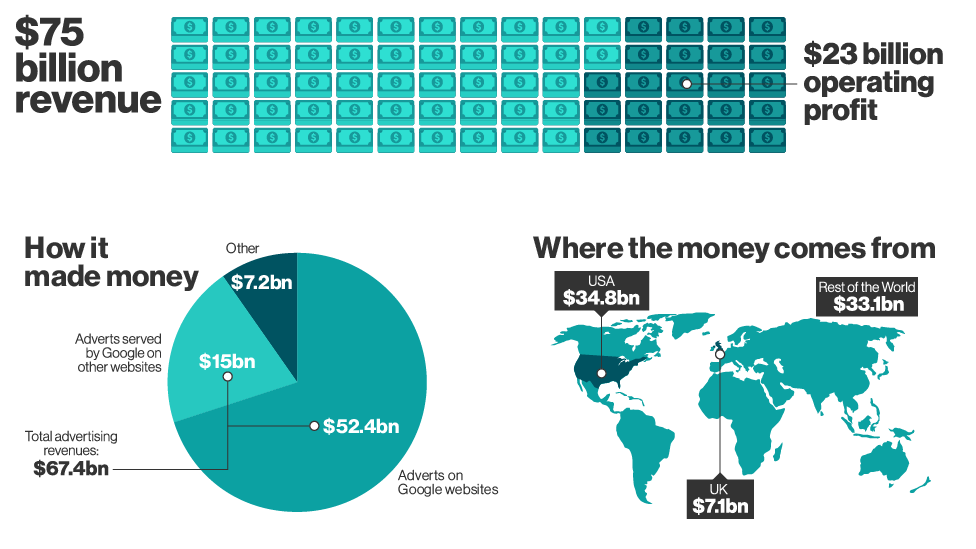 $75
billion
revenue
$23 billion
operating
profit
How it
made money
Other
$7.2bn
Adverts served
by Google on
other websites
$15bn
$52.4bn
Total advertising
revenues:
$67.4bn
Adverts on
Google websites
Where the money comes from
USA
$34.8bn
Rest of the World
$33.1bn
UK
$7.1bn